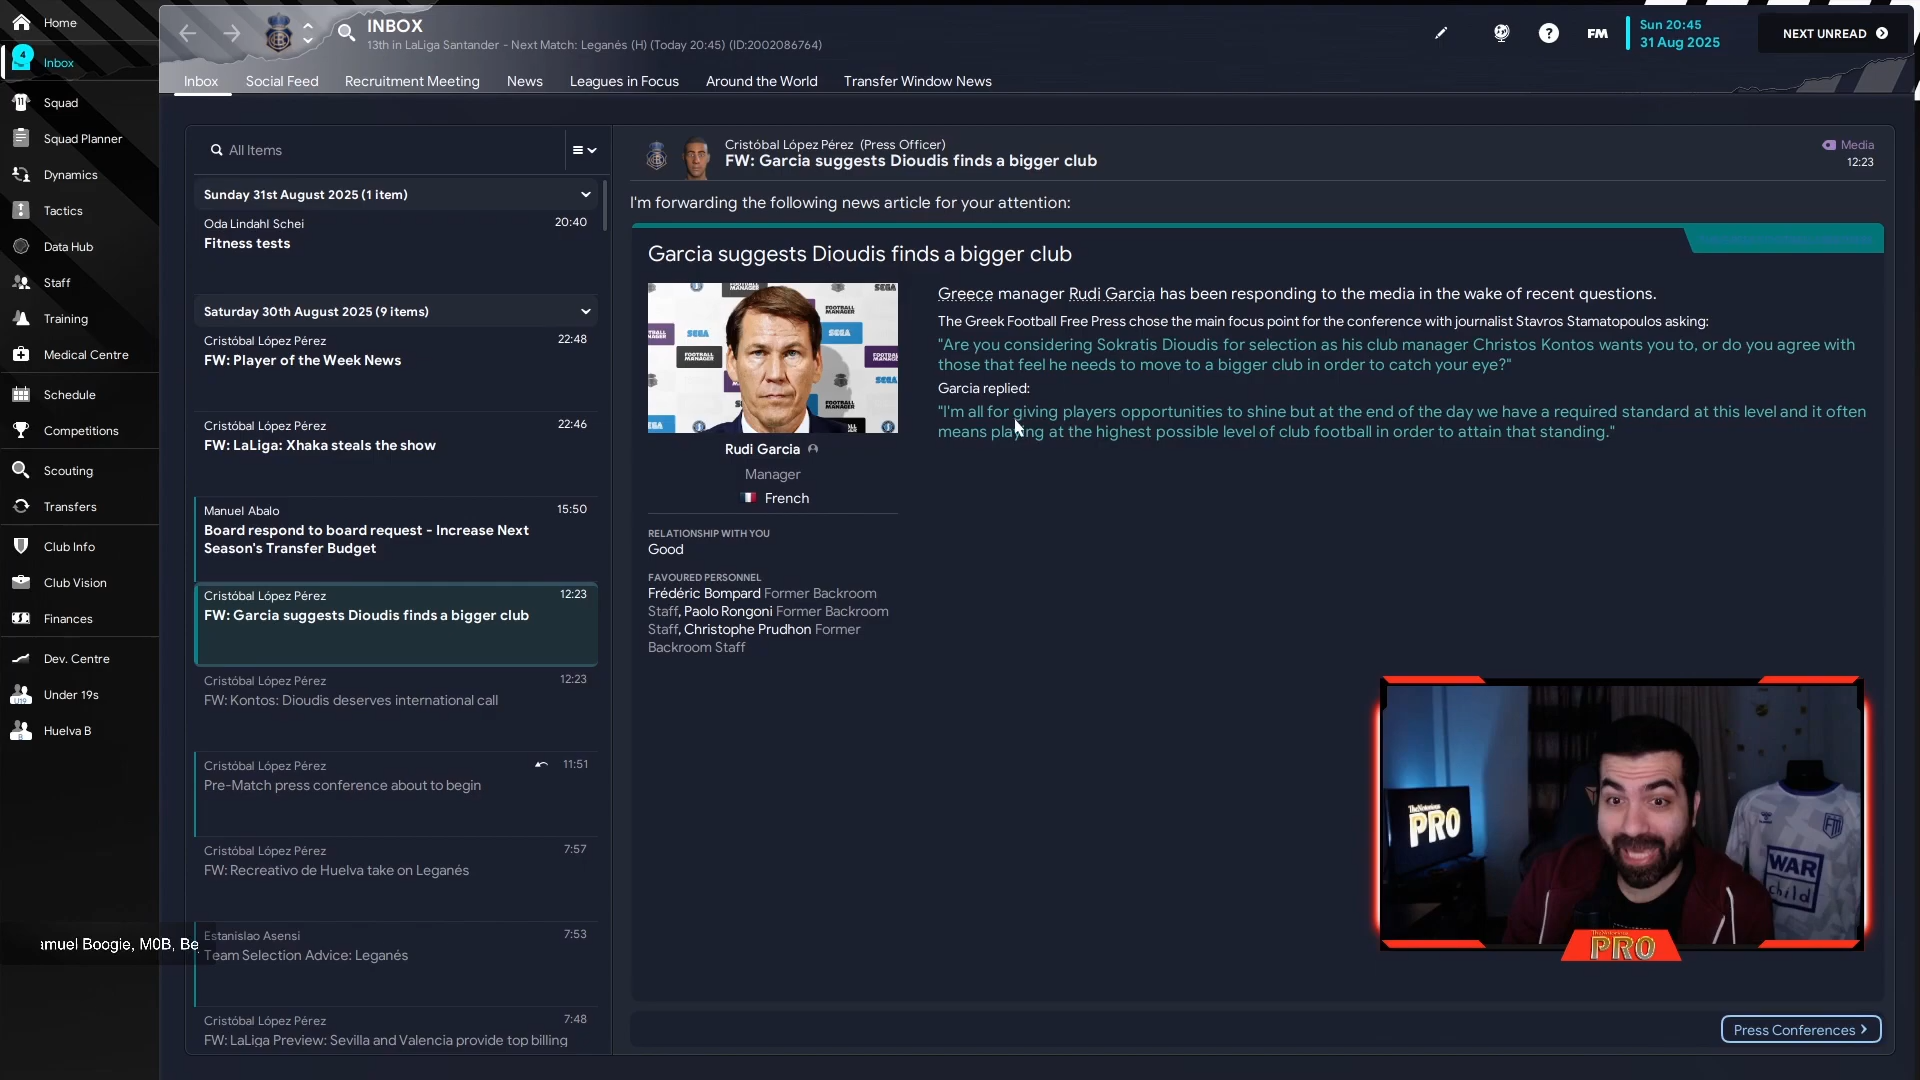 Home
4
Inbox
Squad
Squad Planner
Dynamics
Tactics
Data Hub
Staff
Training
Medical Centre
Schedule
Competitions
Scouting
Transfers
Club Info
Club Vision
Finances
Dev. Centre
Under 19s
Huelva B
INBOX
13th in LaLiga Santander - Next Match: Leganés (H) (Today 20:45) (ID:2002086764)
FM
Sun 20:45
31 Aug 2025
NEXT UNREAD
Inbox Social Feed Recruitment Meeting News Leagues in Focus Around the World Transfer Window News
All Items
Sunday 31st August 2025 (1 item)
Oda Lindahl Schei 20:40
Fitness tests
Saturday 30th August 2025 (9 items)
Cristóbal López Pérez 22:48
FW: Player of the Week News
Cristóbal López Pérez 22:46
FW: LaLiga: Xhaka steals the show
Manuel Abalo 15:50
Board respond to board request - Increase Next
Season's Transfer Budget
Cristóbal López Pérez 12:23
FW: Garcia suggests Dioudis finds a bigger club
Cristóbal López Pérez 12:23
FW: Kontos: Dioudis deserves international call
Cristóbal López Pérez 11:51
Pre-Match press conference about to begin
Cristóbal López Pérez 7:57
FW: Recreativo de Huelva take on Leganés
Estanislao Asensi 7:53
Team Selection Advice: Leganés
Cristóbal López Pérez 7:48
FW: LaLiga Preview: Sevilla and Valencia provide top billing
amuel Boogie, M0B, Be
Cristóbal López Pérez (Press Officer)
FW: Garcia suggests Dioudis finds a bigger club
Media
12:23
I'm forwarding the following news article for your attention:
Garcia suggests Dioudis finds a bigger club
Greece manager Rudi Garcia has been responding to the media in the wake of recent questions.
The Greek Football Free Press chose the main focus point for the conference with journalist Stavros Stamatopoulos asking:
"Are you considering Sokratis Dioudis for selection as his club manager Christos Kontos wants you to, or do you agree with
those that feel he needs to move to a bigger club in order to catch your eye?"
Garcia replied:
"I'm all for giving players opportunities to shine but at the end of the day we have a required standard at this level and it often
means playing at the highest possible level of club football in order to attain that standing."
FOOTBALL MANAGER
SEGA
Rudi Garcia
Manager
French
RELATIONSHIP WITH YOU
Good
FAVOURED PERSONNEL
Frédéric Bompard Former Backroom
Staff, Paolo Rongoni Former Backroom
Staff, Christophe Prudhon Former
Backroom Staff
TheNotorious
PRO
FM
WAR
child
PRO
Press Conferences